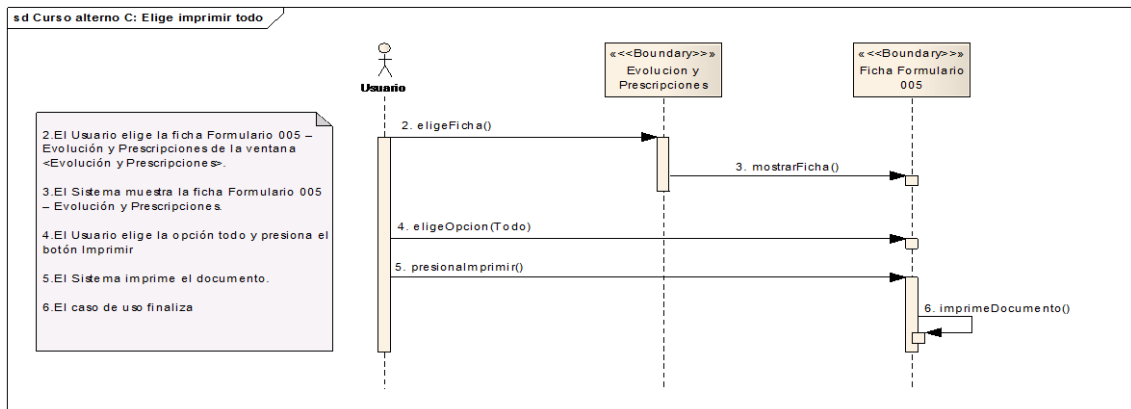 sd Curso alterno C: Elige imprimir todo
Usuario
«<<Boundary>>»
Evolucion y
Prescripciones
«<<Boundary>>»
Ficha Formulario
005
2.El Usuario elige la ficha Formulario 005 –
Evolución y Prescripciones de la ventana
<Evolución y Prescripciones>.
3.El Sistema muestra la ficha Formulario 005
– Evolución y Prescripciones.
4.El Usuario elige la opción todo y presiona el
botón Imprimir
5.El Sistema imprime el documento.
6.El caso de uso finaliza
2. eligeFicha()
3. mostrarFicha()
4. eligeOpcion(Todo)
5. presionaImprimir()
6. imprimeDocumento()